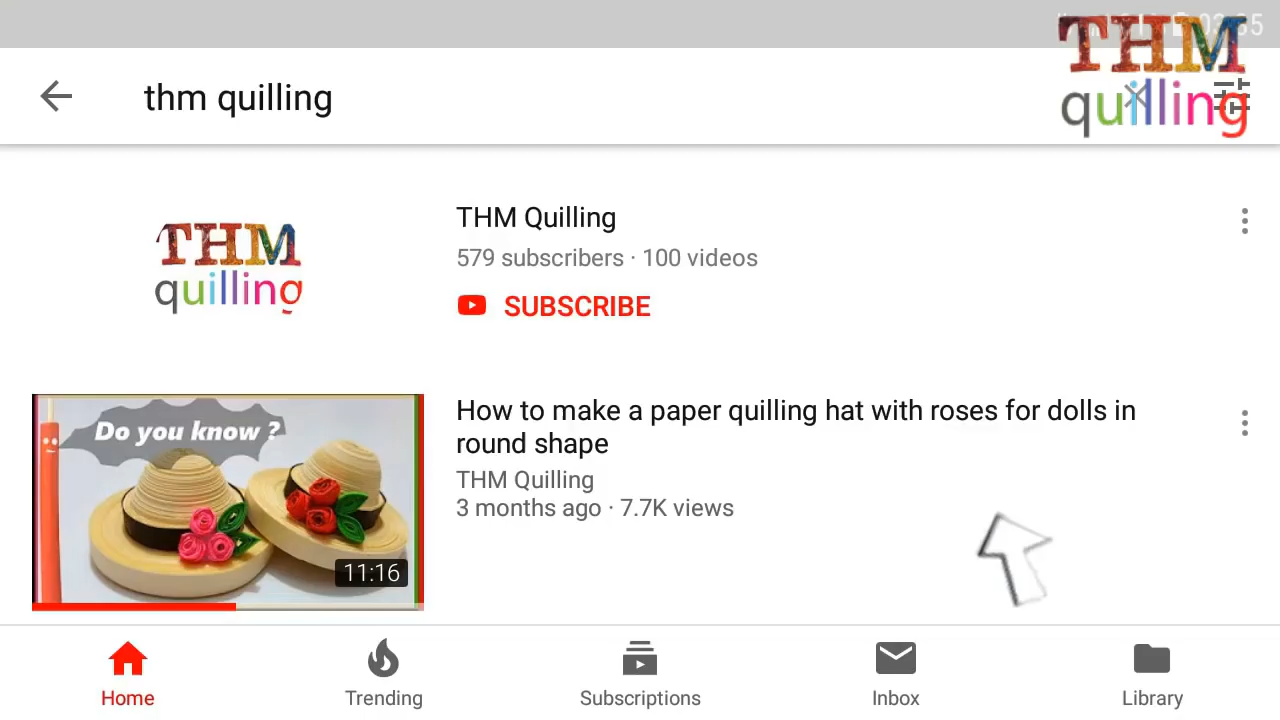 THM
quilling
thm quilling
THM
quilling
THM Quilling
579 subscribers · 100 videos
SUBSCRIBE
Do you know ?
11:16
How to make a paper quilling hat with roses for dolls in
round shape
THM Quilling
3 months ago · 7.7K views
Home
Trending
Subscriptions
Inbox
Library